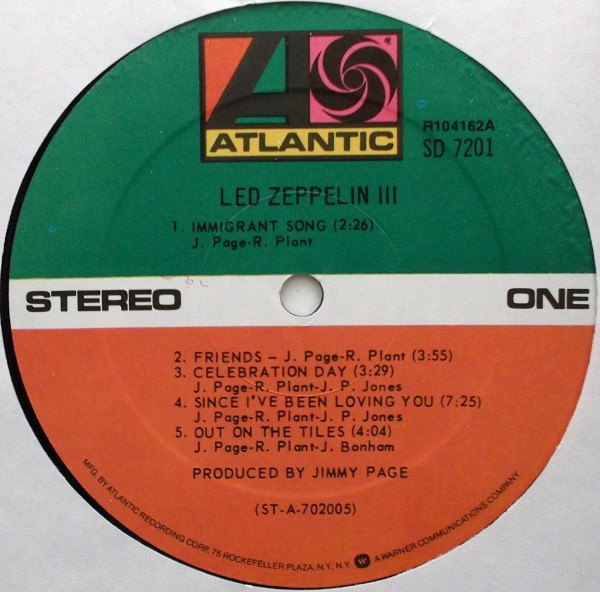 ATLANTIC
R104162A
SD 7201
LED ZEPPELIN III
1. IMMIGRANT SONG (2:26)
J. Page-R. Plant
STEREO
ONE
2. FRIENDS – J. Page-R. Plant (3:55)
3. CELEBRATION DAY (3:29)
J. Page-R. Plant-J. P. Jones
4. SINCE I'VE BEEN LOVING YOU (7:25)
J. Page-R. Plant-J. P. Jones
5. OUT ON THE TILES (4:04)
J. Page-R. Plant-J. Bonham
PRODUCED BY JIMMY PAGE
(ST-A-702005)
MFG. BY ATLANTIC RECORDING CORP. 75 ROCKEFELLER PLAZA, N.Y. N.Y. W A WARNER COMMUNICATIONS COMPANY